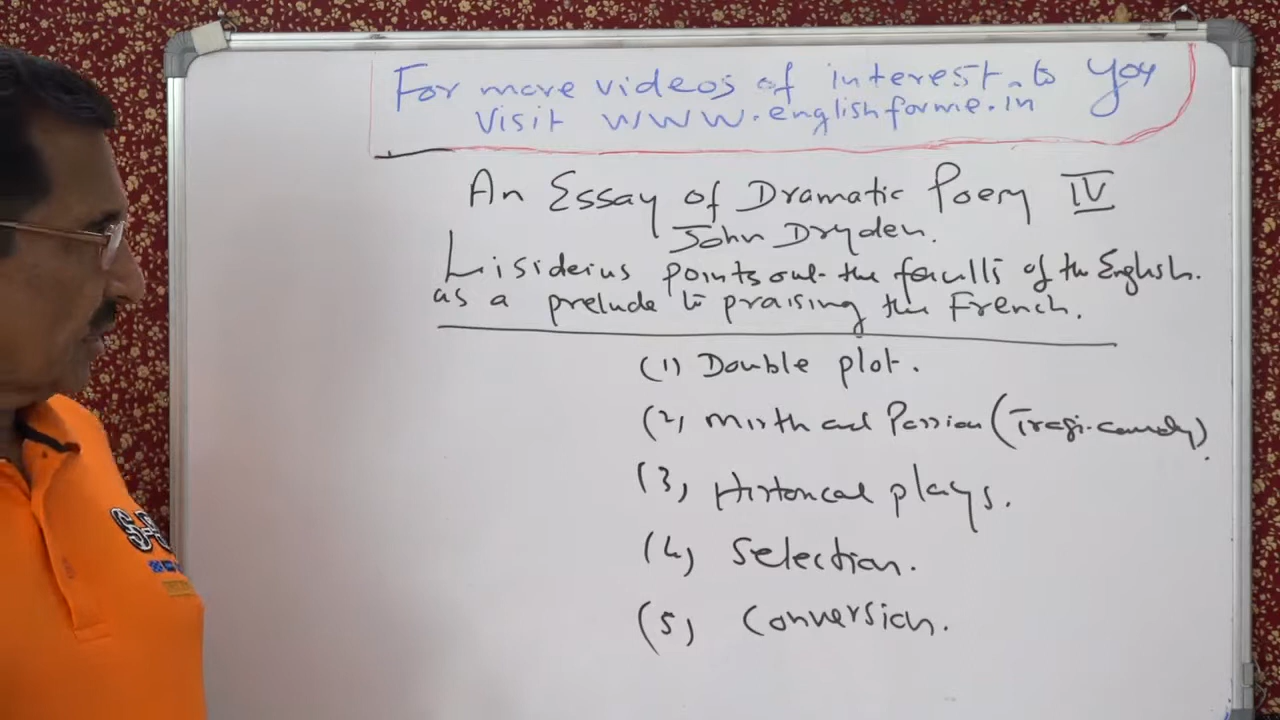 For more videos of interest to you
visit www.englishforme.in
An Essay of Dramatic Poesy IV
John Dryden.
Lisideius points out the faults of the English.
as a prelude to praising the French.
(1) Double plot.
(2) Mirth and Passion (Tragi-comedy).
(3) Historical plays.
(4) Selection.
(5) Conversion.